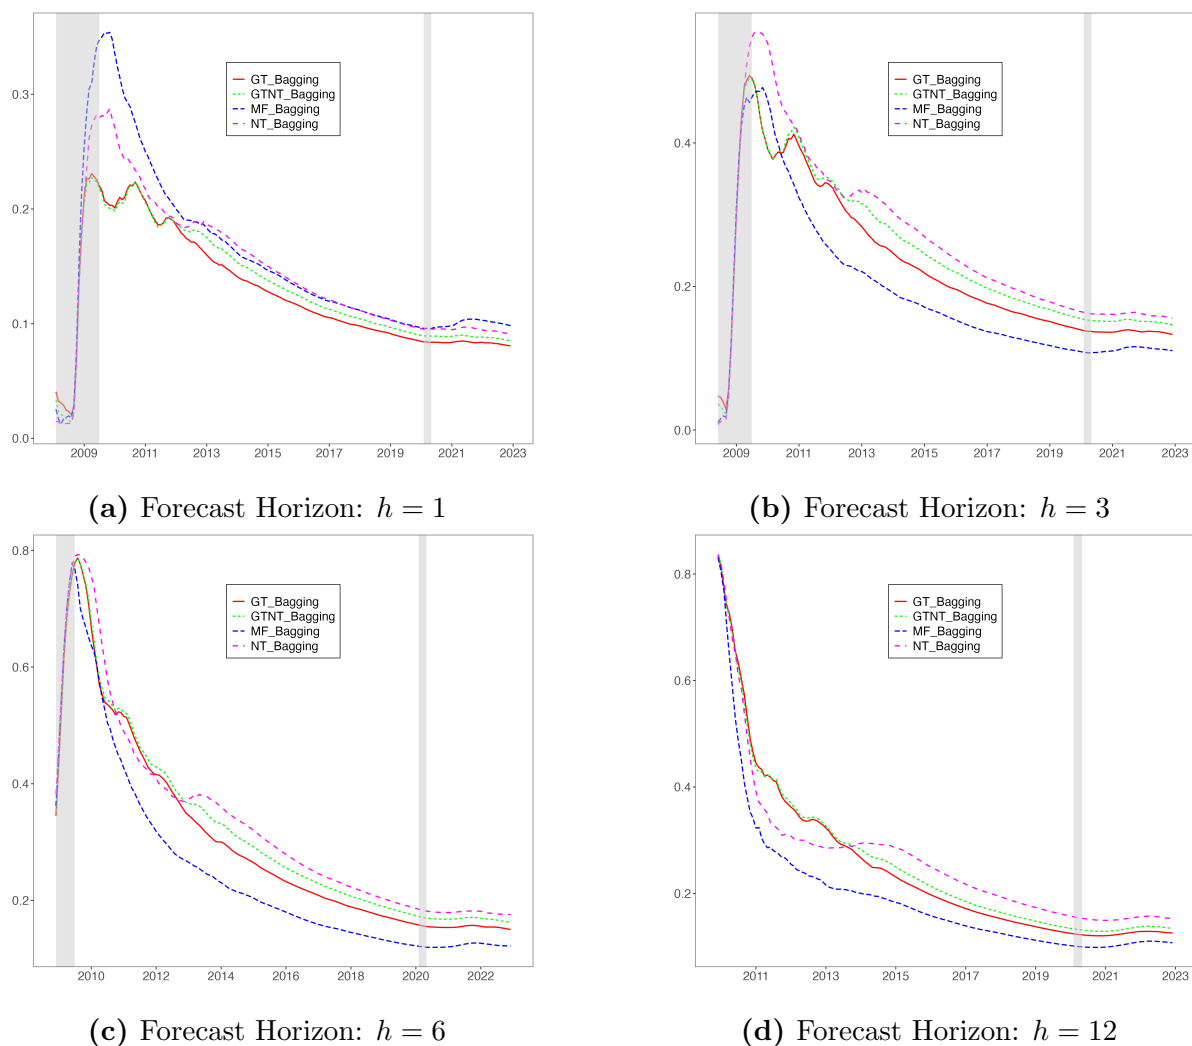 0.3
0.2
0.1
0.0
GT_Bagging
GTNT_Bagging
MF_Bagging
NT_Bagging
2009 2011 2013 2015 2017 2019 2021 2023
(a) Forecast Horizon: h = 1
0.4
0.2
0.0
GT_Bagging
GTNT_Bagging
MF_Bagging
NT_Bagging
2009 2011 2013 2015 2017 2019 2021 2023
(b) Forecast Horizon: h = 3
0.8
0.6
0.4
0.2
GT_Bagging
GTNT_Bagging
MF_Bagging
NT_Bagging
2010 2012 2014 2016 2018 2020 2022
(c) Forecast Horizon: h = 6
0.8
0.6
0.4
0.2
GT_Bagging
GTNT_Bagging
MF_Bagging
NT_Bagging
2011 2013 2015 2017 2019 2021 2023
(d) Forecast Horizon: h = 12